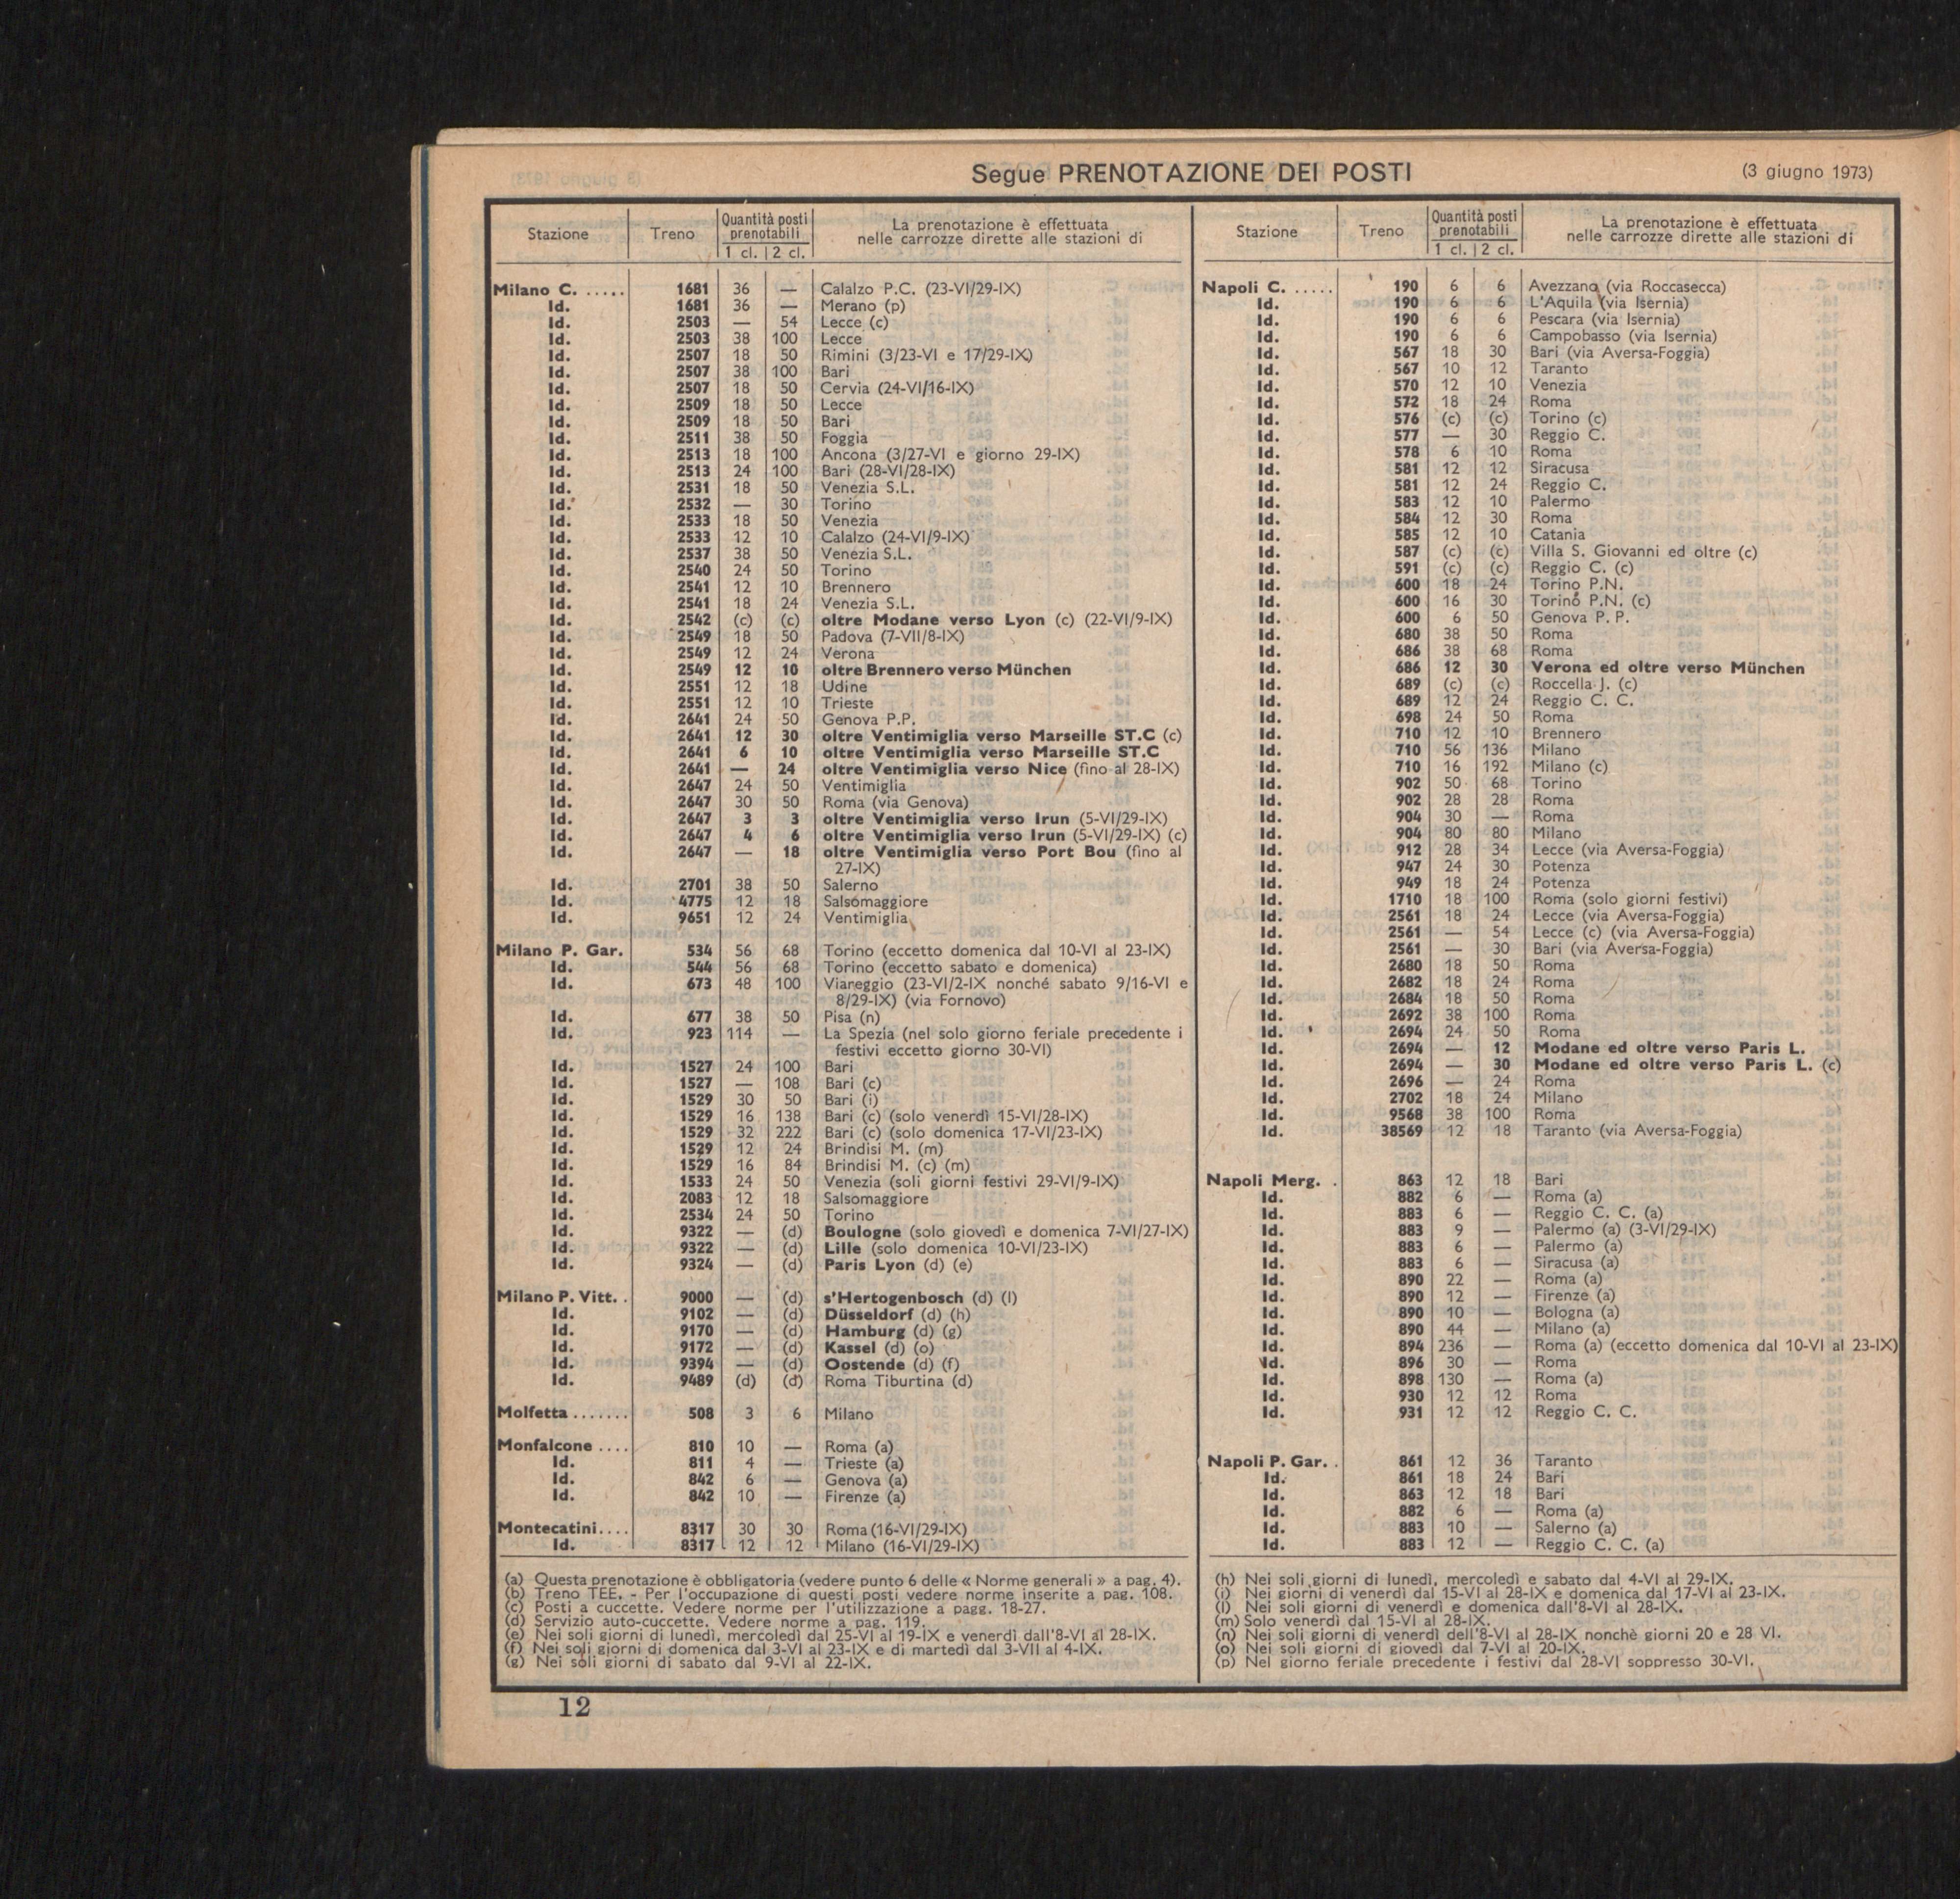 Segue PRENOTAZIONE DEI POSTI
(3 giugno 1973)
Stazione Treno Quantità posti prenotabili 1 cl. 2 cl. La prenotazione è effettuata nelle carrozze dirette alle stazioni di
Milano C. ..... 1681 36 — Calalzo P.C. (23-VI/29-IX)
Id. 1681 36 — Merano (p)
Id. 2503 — 54 Lecce (c)
Id. 2503 38 100 Lecce
Id. 2507 18 50 Rimini (3/23-VI e 17/29-IX)
Id. 2507 38 100 Bari
Id. 2507 18 50 Cervia (24-VI/16-IX)
Id. 2509 18 50 Lecce
Id. 2509 18 50 Bari
Id. 2511 38 50 Foggia
Id. 2513 18 100 Ancona (3/27-VI e giorno 29-IX)
Id. 2513 24 100 Bari (28-VI/28-IX)
Id. 2531 18 50 Venezia S.L.
Id. 2532 — 30 Torino
Id. 2533 18 50 Venezia
Id. 2533 12 10 Calalzo (24-VI/9-IX)
Id. 2537 38 50 Venezia S.L.
Id. 2540 24 50 Torino
Id. 2541 12 10 Brennero
Id. 2541 18 24 Venezia S.L.
Id. 2542 (c) (c) oltre Modane verso Lyon (c) (22-VI/9-IX)
Id. 2549 18 50 Padova (7-VII/8-IX)
Id. 2549 12 24 Verona
Id. 2549 12 10 oltre Brennero verso München
Id. 2551 12 18 Udine
Id. 2551 12 10 Trieste
Id. 2641 24 50 Genova P.P.
Id. 2641 12 30 oltre Ventimiglia verso Marseille ST.C (c)
Id. 2641 6 10 oltre Ventimiglia verso Marseille ST.C
Id. 2641 — 24 oltre Ventimiglia verso Nice (fino al 28-IX)
Id. 2647 24 50 Ventimiglia
Id. 2647 30 50 Roma (via Genova)
Id. 2647 3 3 oltre Ventimiglia verso Irun (5-VI/29-IX)
Id. 2647 4 6 oltre Ventimiglia verso Irun (5-VI/29-IX) (c)
Id. 2647 — 18 oltre Ventimiglia verso Port Bou (fino al
27-IX)
Id. 2701 38 50 Salerno
Id. 4775 12 18 Salsomaggiore
Id. 9651 12 24 Ventimiglia
Milano P. Gar. 534 56 68 Torino (eccetto domenica dal 10-VI al 23-IX)
Id. 544 56 68 Torino (eccetto sabato e domenica)
Id. 673 48 100 Viareggio (23-VI/2-IX nonché sabato 9/16-VI e
8/29-IX) (via Fornovo)
Id. 677 38 50 Pisa (n)
Id. 923 114 — La Spezia (nel solo giorno feriale precedente i
festivi eccetto giorno 30-VI)
Id. 1527 24 100 Bari
Id. 1527 — 108 Bari (c)
Id. 1529 30 50 Bari (i)
Id. 1529 16 138 Bari (c) (solo venerdì 15-VI/28-IX)
Id. 1529 32 222 Bari (c) (solo domenica 17-VI/23-IX)
Id. 1529 12 24 Brindisi M. (m)
Id. 1529 16 84 Brindisi M. (c) (m)
Id. 1533 24 50 Venezia (soli giorni festivi 29-VI/9-IX)
Id. 2083 12 18 Salsomaggiore
Id. 2534 24 50 Torino
Id. 9322 — (d) Boulogne (solo giovedì e domenica 7-VI/27-IX)
Id. 9322 — (d) Lille (solo domenica 10-VI/23-IX)
Id. 9324 — (d) Paris Lyon (d) (e)
Milano P. Vitt. . 9000 — (d) s'Hertogenbosch (d) (l)
Id. 9102 — (d) Düsseldorf (d) (h)
Id. 9170 — (d) Hamburg (d) (g)
Id. 9172 — (d) Kassel (d) (o)
Id. 9394 — (d) Oostende (d) (f)
Id. 9489 (d) (d) Roma Tiburtina (d)
Molfetta ....... 508 3 6 Milano
Monfalcone .... 810 10 — Roma (a)
Id. 811 4 — Trieste (a)
Id. 842 6 — Genova (a)
Id. 842 10 — Firenze (a)
Montecatini.... 8317 30 30 Roma (16-VI/29-IX)
Id. 8317 12 12 Milano (16-VI/29-IX)
(a) Questa prenotazione è obbligatoria (vedere punto 6 delle « Norme generali » a pag. 4).
(b) Treno TEE. - Per l'occupazione di questi posti vedere norme inserite a pag. 108.
(c) Posti a cuccette. Vedere norme per l'utilizzazione a pagg. 18-27.
(d) Servizio auto-cuccette. Vedere norme a pag. 119.
(e) Nei soli giorni di lunedì, mercoledì dal 25-VI al 19-IX e venerdì dall'8-VI al 28-IX.
(f) Nei soli giorni di domenica dal 3-VI al 23-IX e di martedì dal 3-VII al 4-IX.
(g) Nei soli giorni di sabato dal 9-VI al 22-IX.
Stazione Treno Quantità posti prenotabili 1 cl. 2 cl. La prenotazione è effettuata nelle carrozze dirette alle stazioni di
Napoli C. ..... 190 6 6 Avezzano (via Roccasecca)
Id. 190 6 6 L'Aquila (via Isernia)
Id. 190 6 6 Pescara (via Isernia)
Id. 190 6 6 Campobasso (via Isernia)
Id. 567 18 30 Bari (via Aversa-Foggia)
Id. 567 10 12 Taranto
Id. 570 12 10 Venezia
Id. 572 18 24 Roma
Id. 576 (c) (c) Torino (c)
Id. 577 — 30 Reggio C.
Id. 578 6 10 Roma
Id. 581 12 12 Siracusa
Id. 581 12 24 Reggio C.
Id. 583 12 10 Palermo
Id. 584 12 30 Roma
Id. 585 12 10 Catania
Id. 587 (c) (c) Villa S. Giovanni ed oltre (c)
Id. 591 (c) (c) Reggio C. (c)
Id. 600 18 24 Torino P.N.
Id. 600 16 30 Torino P.N. (c)
Id. 600 6 50 Genova P. P.
Id. 680 38 50 Roma
Id. 686 38 68 Roma
Id. 686 12 30 Verona ed oltre verso München
Id. 689 (c) (c) Roccella J. (c)
Id. 689 12 24 Reggio C. C.
Id. 698 24 50 Roma
Id. 710 12 10 Brennero
Id. 710 56 136 Milano
Id. 710 16 192 Milano (c)
Id. 902 50 68 Torino
Id. 902 28 28 Roma
Id. 904 30 — Roma
Id. 904 80 80 Milano
Id. 912 28 34 Lecce (via Aversa-Foggia)
Id. 947 24 30 Potenza
Id. 949 18 24 Potenza
Id. 1710 18 100 Roma (solo giorni festivi)
Id. 2561 18 24 Lecce (via Aversa-Foggia)
Id. 2561 — 54 Lecce (c) (via Aversa-Foggia)
Id. 2561 — 30 Bari (via Aversa-Foggia)
Id. 2680 18 50 Roma
Id. 2682 18 24 Roma
Id. 2684 18 50 Roma
Id. 2692 38 100 Roma
Id. 2694 24 50 Roma
Id. 2694 — 12 Modane ed oltre verso Paris L.
Id. 2694 — 30 Modane ed oltre verso Paris L. (c)
Id. 2696 — 24 Roma
Id. 2702 18 24 Milano
Id. 9568 38 100 Roma
Id. 38569 12 18 Taranto (via Aversa-Foggia)
Napoli Merg. . 863 12 18 Bari
Id. 882 6 — Roma (a)
Id. 883 6 — Reggio C. C. (a)
Id. 883 9 — Palermo (a) (3-VI/29-IX)
Id. 883 6 — Palermo (a)
Id. 883 6 — Siracusa (a)
Id. 890 22 — Roma (a)
Id. 890 12 — Firenze (a)
Id. 890 10 — Bologna (a)
Id. 890 44 — Milano (a)
Id. 894 236 — Roma (a) (eccetto domenica dal 10-VI al 23-IX)
Id. 896 30 — Roma
Id. 898 130 — Roma (a)
Id. 930 12 12 Roma
Id. 931 12 12 Reggio C. C.
Napoli P. Gar. . 861 12 36 Taranto
Id. 861 18 24 Bari
Id. 863 12 18 Bari
Id. 882 6 — Roma (a)
Id. 883 10 — Salerno (a)
Id. 883 12 — Reggio C. C. (a)
(h) Nei soli giorni di lunedì, mercoledì e sabato dal 4-VI al 29-IX.
(i) Nei giorni di venerdì dal 15-VI al 28-IX e domenica dal 17-VI al 23-IX.
(l) Nei soli giorni di venerdì e domenica dall'8-VI al 28-IX.
(m) Solo venerdì dal 15-VI al 28-IX.
(n) Nei soli giorni di venerdì dell'8-VI al 28-IX nonchè giorni 20 e 28 VI.
(o) Nei soli giorni di giovedì dal 7-VI al 20-IX.
(p) Nel giorno feriale precedente i festivi dal 28-VI soppresso 30-VI.
12